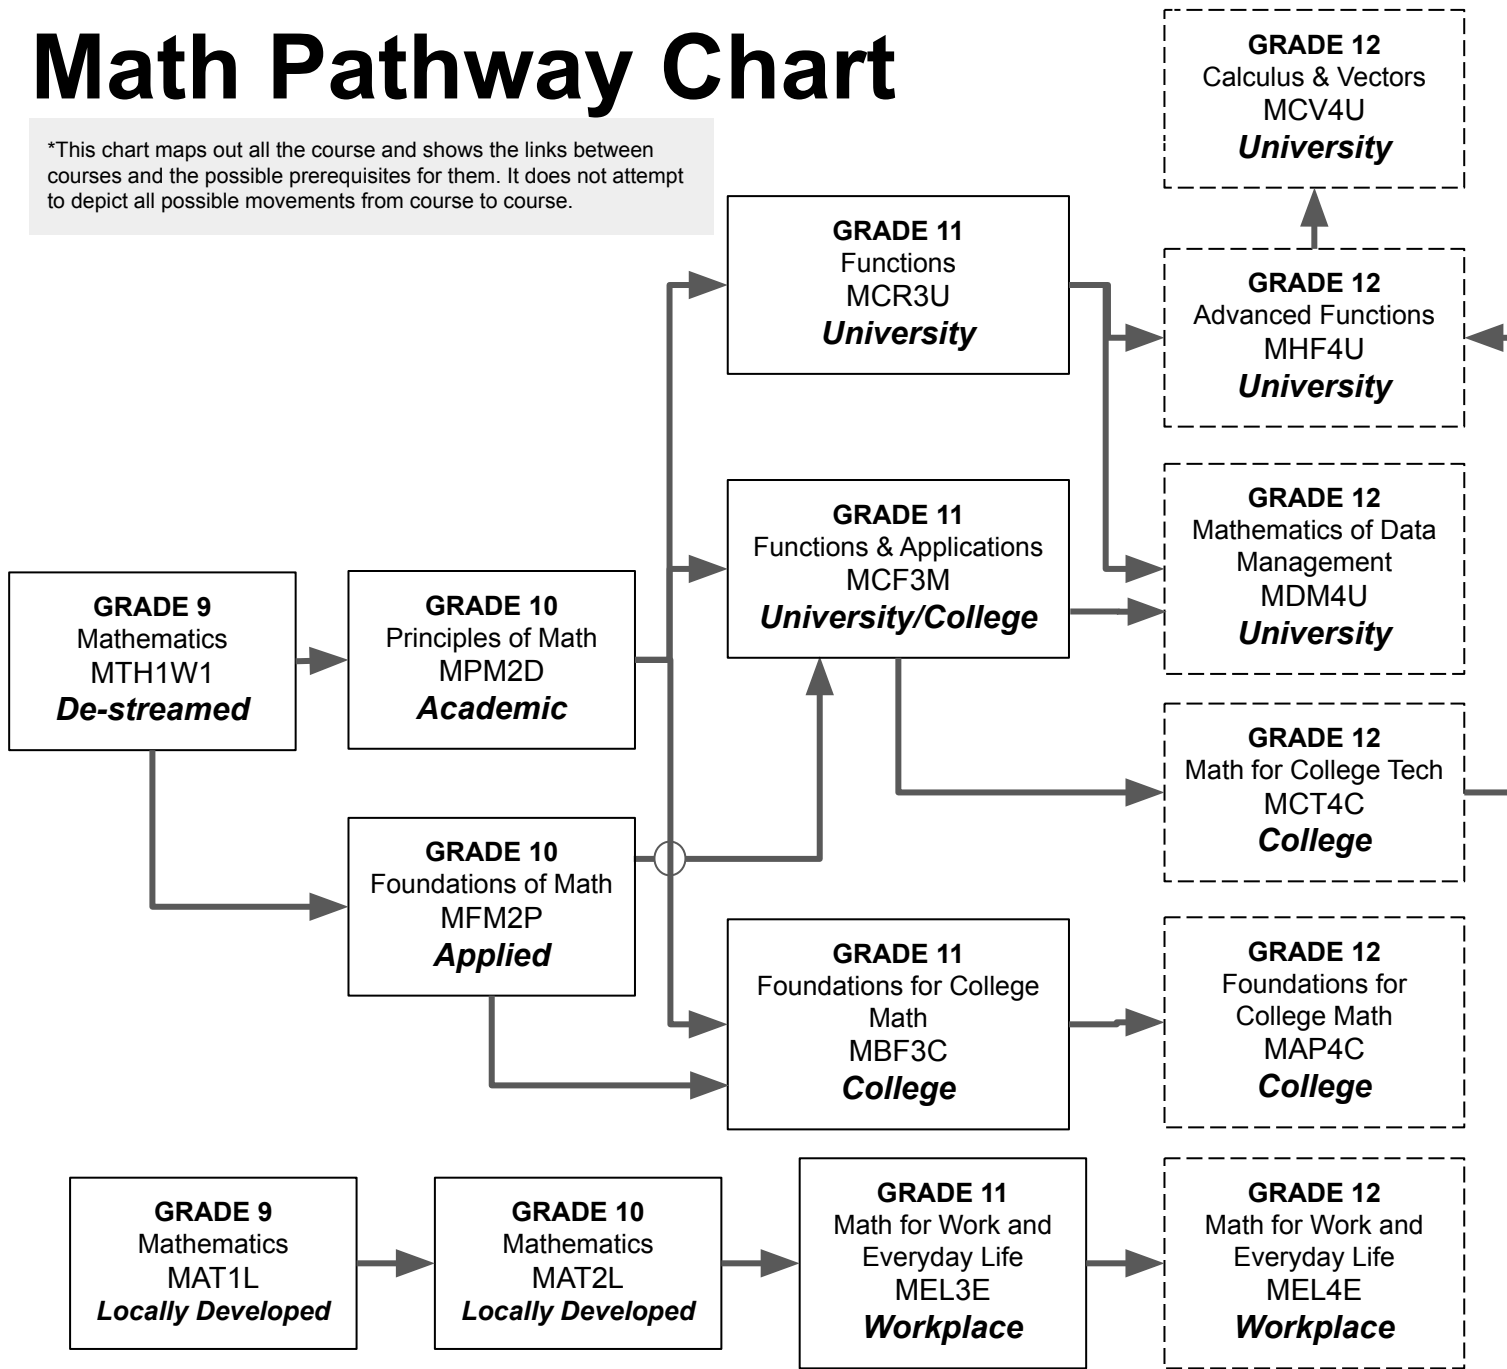 Math Pathway Chart
*This chart maps out all the course and shows the links between
courses and the possible prerequisites for them. It does not attempt
to depict all possible movements from course to course.
GRADE 12
Calculus & Vectors
MCV4U
University
GRADE 11
Functions
MCR3U
University
GRADE 12
Advanced Functions
MHF4U
University
GRADE 11
Functions & Applications
MCF3M
University/College
GRADE 12
Mathematics of Data
Management
MDM4U
University
GRADE 9
Mathematics
MTH1W1
De-streamed
GRADE 10
Principles of Math
MPM2D
Academic
GRADE 12
Math for College Tech
MCT4C
College
GRADE 10
Foundations of Math
MFM2P
Applied
GRADE 11
Foundations for College
Math
MBF3C
College
GRADE 12
Foundations for
College Math
MAP4C
College
GRADE 9
Mathematics
MAT1L
Locally Developed
GRADE 10
Mathematics
MAT2L
Locally Developed
GRADE 11
Math for Work and
Everyday Life
MEL3E
Workplace
GRADE 12
Math for Work and
Everyday Life
MEL4E
Workplace